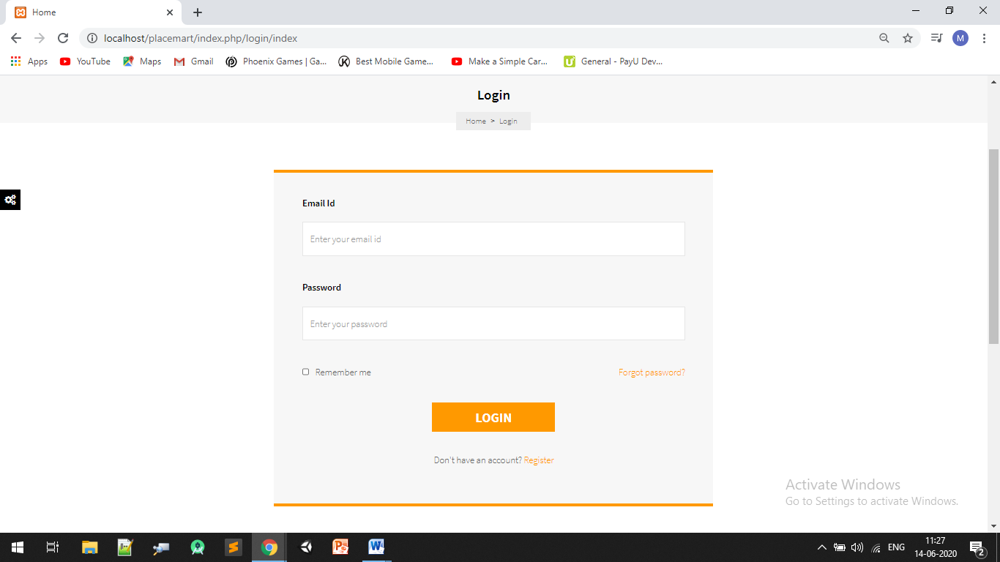 Home
localhost/placemart/index.php/login/index
M
Apps YouTube Maps Gmail Phoenix Games | Ga... Best Mobile Game... Make a Simple Car... General - PayU Dev...
Login
Home > Login
Email Id
Enter your email id
Password
Enter your password
Remember me Forgot password?
LOGIN
Don't have an account? Register
Activate Windows
Go to Settings to activate Windows.
ENG 11:27
14-06-2020 2